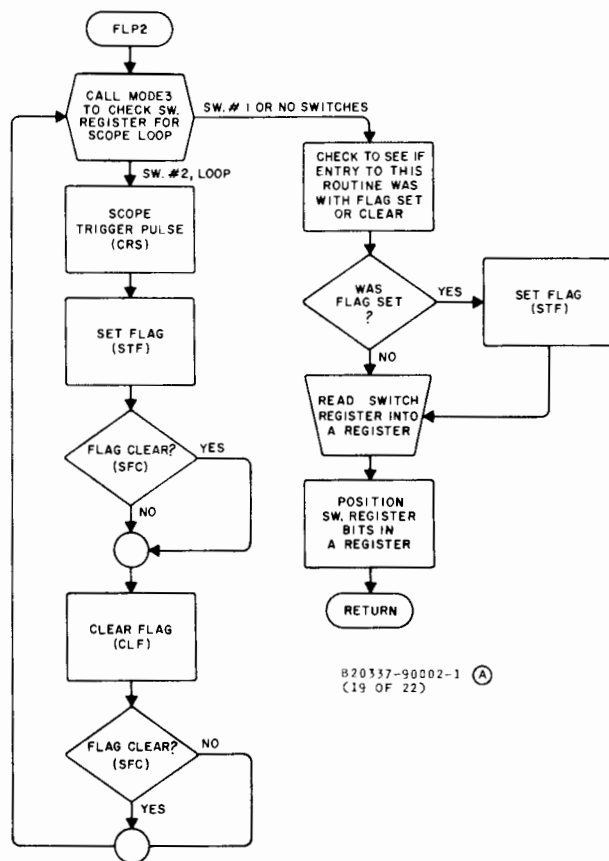 FLP2
CALL MODE3
TO CHECK SW.
REGISTER FOR
SCOPE LOOP
SW. # 1 OR NO SWITCHES
SW. #2, LOOP
SCOPE
TRIGGER PULSE
(CRS)
SET FLAG
(STF)
FLAG CLEAR?
(SFC)
YES
NO
CLEAR FLAG
(CLF)
FLAG CLEAR?
(SFC)
NO
YES
CHECK TO SEE IF
ENTRY TO THIS
ROUTINE WAS
WITH FLAG SET
OR CLEAR
WAS
FLAG SET
?
YES
NO
SET FLAG
(STF)
READ SWITCH
REGISTER INTO
A REGISTER
POSITION
SW. REGISTER
BITS IN
A REGISTER
RETURN
B20337-90002-1 A
(19 OF 22)